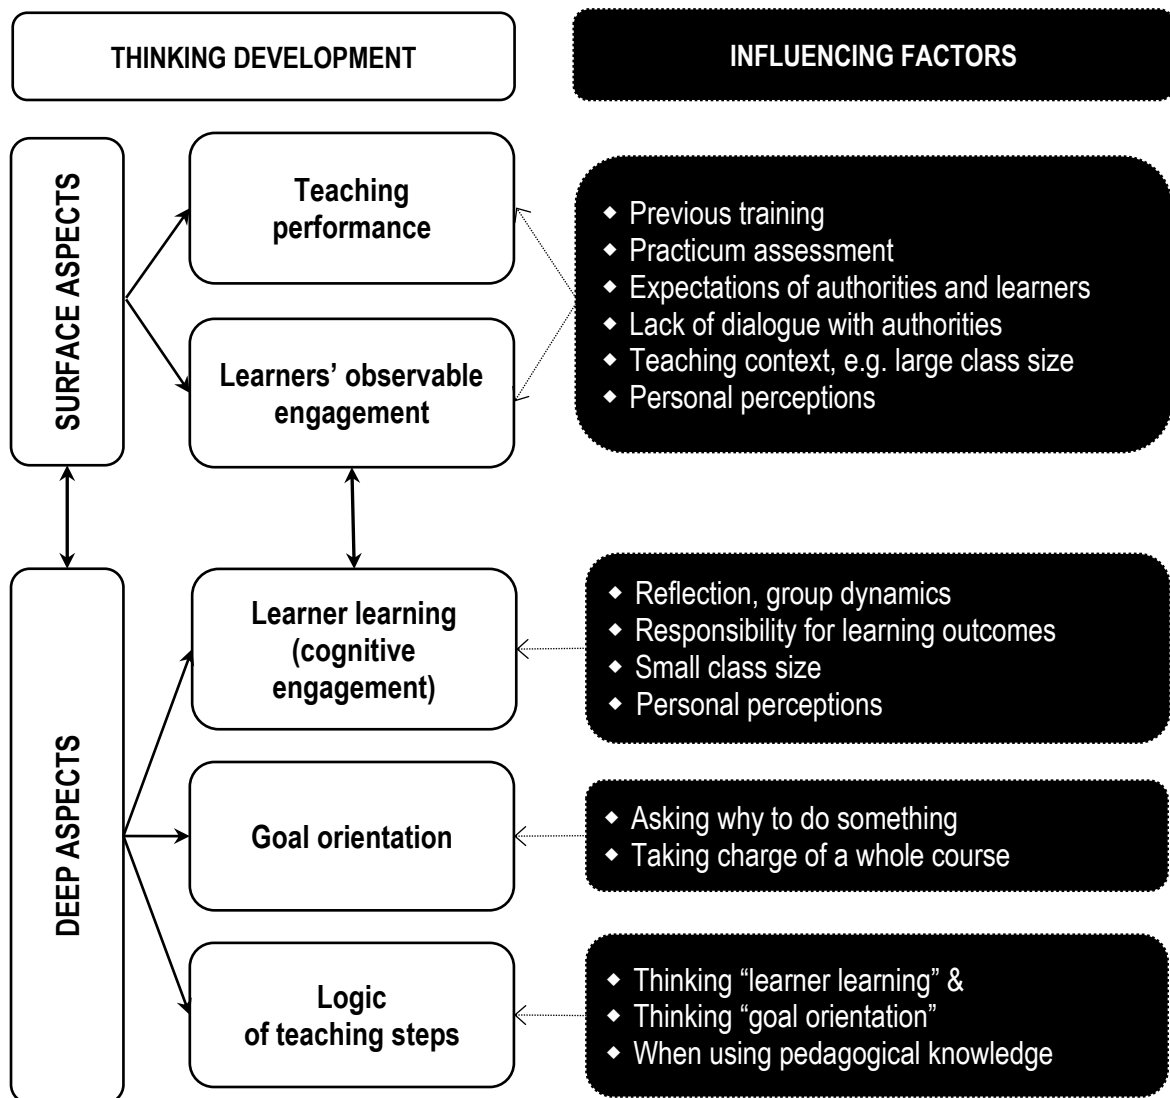 THINKING DEVELOPMENT
INFLUENCING FACTORS
SURFACE ASPECTS
Teaching
performance
Learners’ observable
engagement
◆ Previous training
◆ Practicum assessment
◆ Expectations of authorities and learners
◆ Lack of dialogue with authorities
◆ Teaching context, e.g. large class size
◆ Personal perceptions
DEEP ASPECTS
Learner learning
(cognitive
engagement)
◆ Reflection, group dynamics
◆ Responsibility for learning outcomes
◆ Small class size
◆ Personal perceptions
Goal orientation
◆ Asking why to do something
◆ Taking charge of a whole course
Logic
of teaching steps
◆ Thinking “learner learning” &
◆ Thinking “goal orientation”
◆ When using pedagogical knowledge